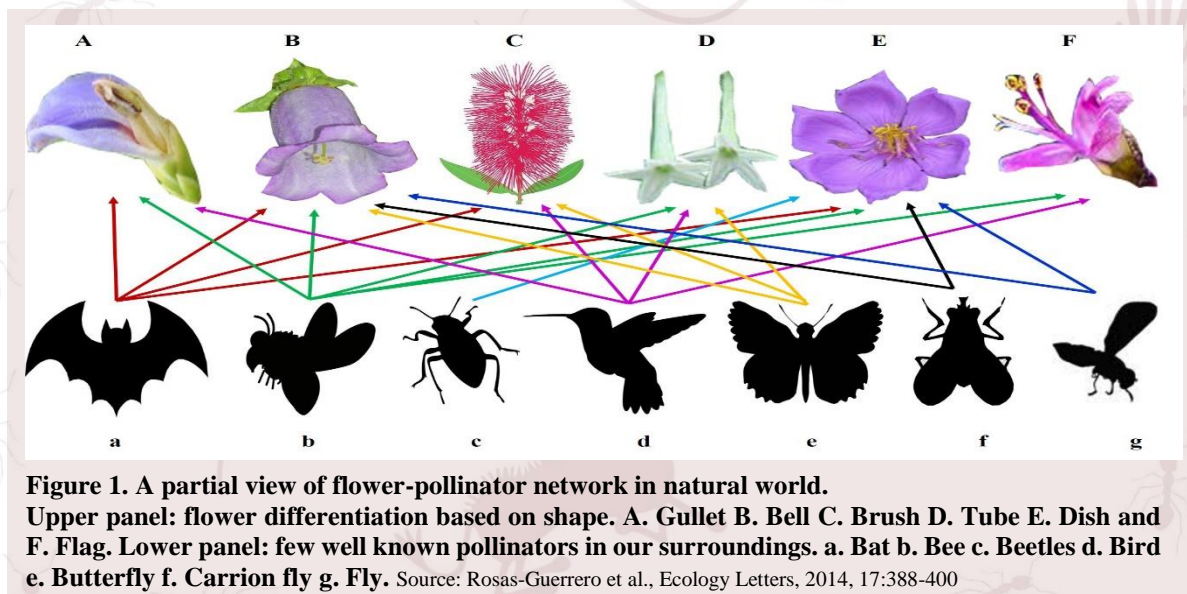 A B C D E F
a b c d e f g
Figure 1. A partial view of flower-pollinator network in natural world.
Upper panel: flower differentiation based on shape. A. Gullet B. Bell C. Brush D. Tube E. Dish and
F. Flag. Lower panel: few well known pollinators in our surroundings. a. Bat b. Bee c. Beetles d. Bird
e. Butterfly f. Carrion fly g. Fly. Source: Rosas-Guerrero et al., Ecology Letters, 2014, 17:388-400